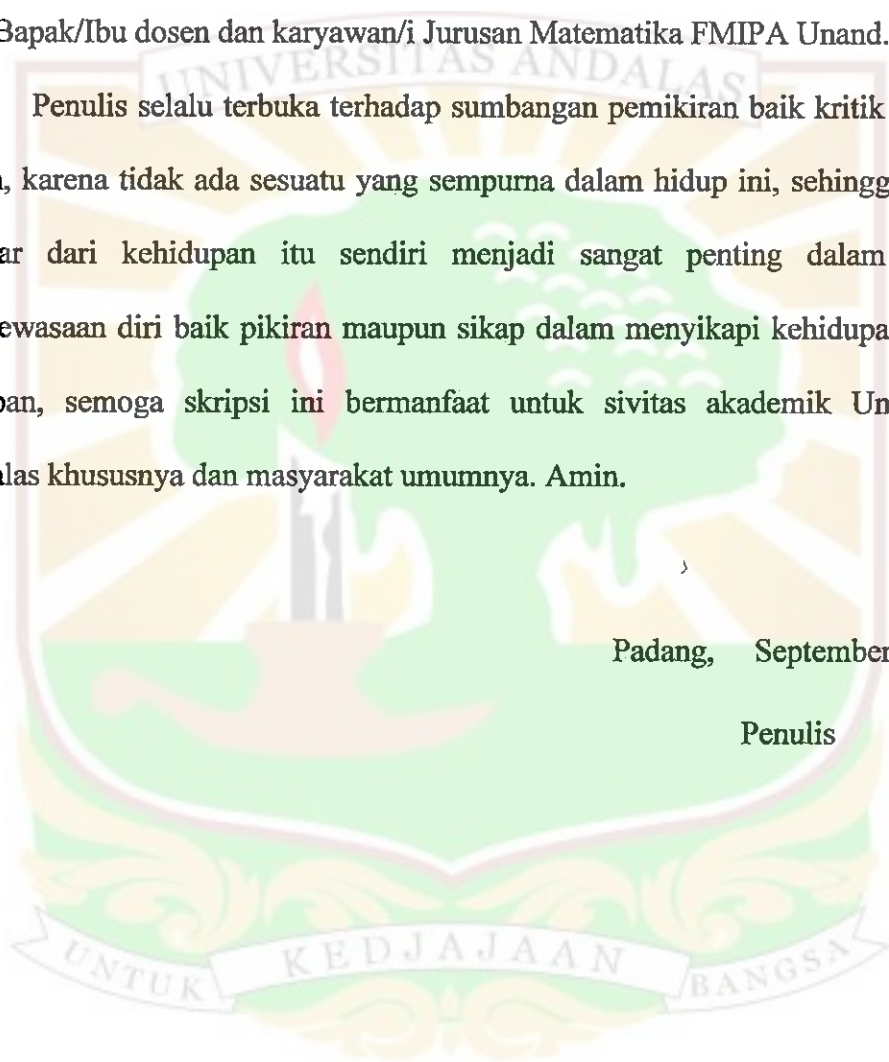 Bapak/Ibu dosen dan karyawan/i Jurusan Matematika FMIPA Unand.
UNIVERSITAS ANDALAS
Penulis selalu terbuka terhadap sumbangan pemikiran baik kritik
, karena tidak ada sesuatu yang sempurna dalam hidup ini, sehingg
ar dari kehidupan itu sendiri menjadi sangat penting dalam
ewasaan diri baik pikiran maupun sikap dalam menyikapi kehidupa
pan, semoga skripsi ini bermanfaat untuk sivitas akademik Un
alas khususnya dan masyarakat umumnya. Amin.
Padang, September
Penulis
UNTUK KEDJAJAAN BANGSA